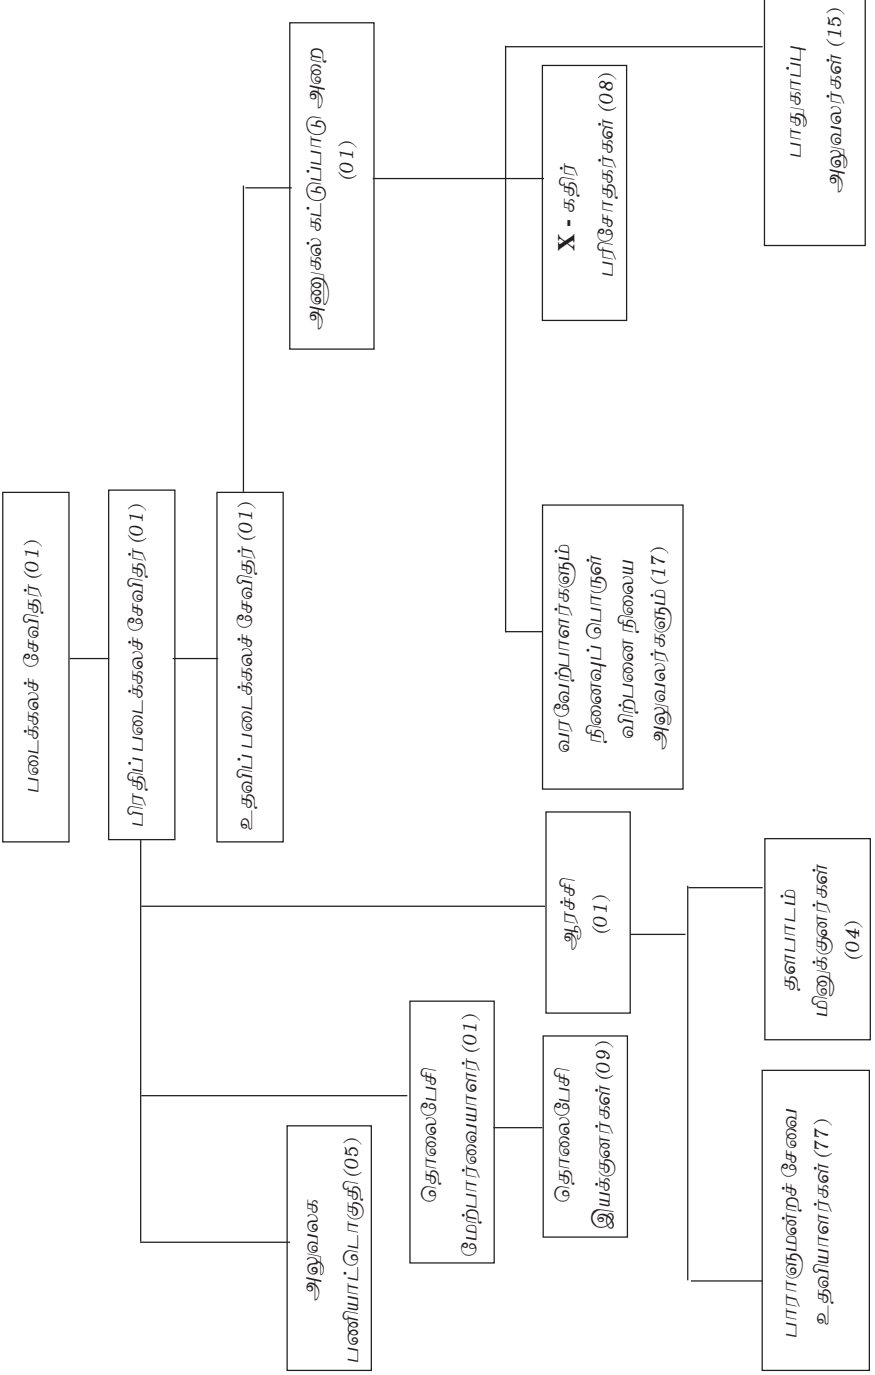 படைக்கலச் சேவிதர் (01)
பிரதிப் படைக்கலச் சேவிதர் (01)
உதவிப் படைக்கலச் சேவிதர் (01)
அலுவலக
பணியாட்டொகுதி (05)
அணுகல் கட்டுப்பாடு அறை
(01)
தொலைபேசி
மேற்பார்வையாளர் (01)
தொலைபேசி
இயக்குனர்கள் (09)
ஆரச்சி
(01)
வரவேற்பாளர்களும்
நினைவுப் பொருள்
விற்பனை நிலைய
அலுவலர்களும் (17)
X - கதிர்
பரிசோதகர்கள் (08)
பாராளுமன்றச் சேவை
உதவியாளர்கள் (77)
தளபாடம்
மினுக்குனர்கள்
(04)
பாதுகாப்பு
அலுவலர்கள் (15)